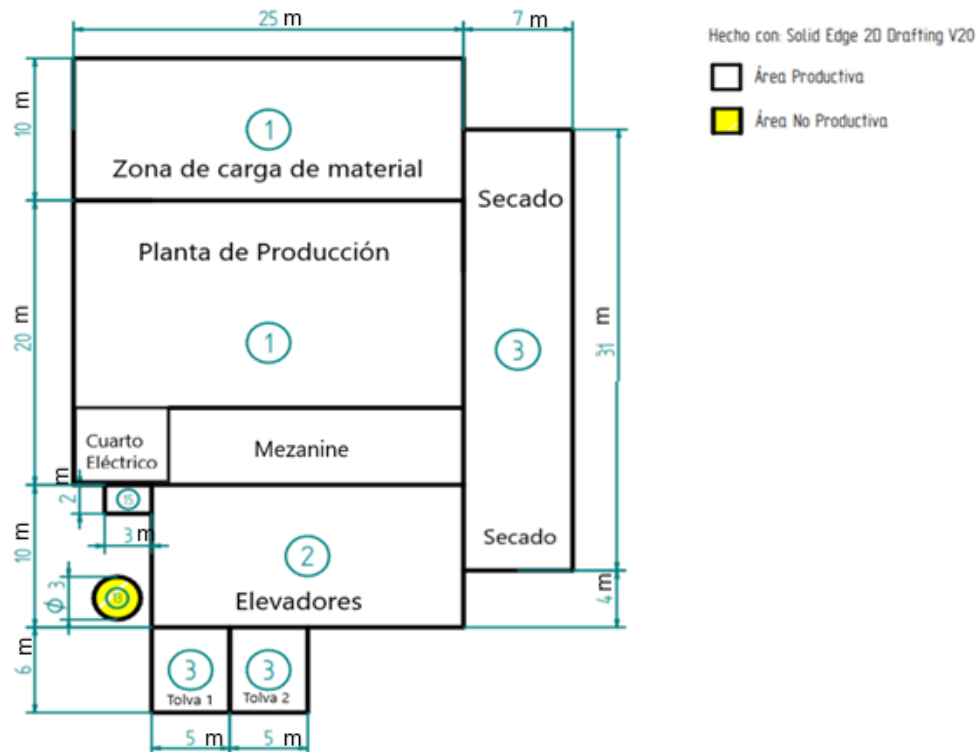 25 m
7 m
Hecho con: Solid Edge 2D Drafting V20
Área Productiva
Área No Productiva
10 m
1
Zona de carga de material
Secado
Planta de Producción
20 m
1
3
31 m
Cuarto
Eléctrico
Mezanine
2 m
15
3 m
10 m
2
Secado
Ø 3
18
Elevadores
4 m
6 m
3
Tolva 1
3
Tolva 2
5 m
5 m